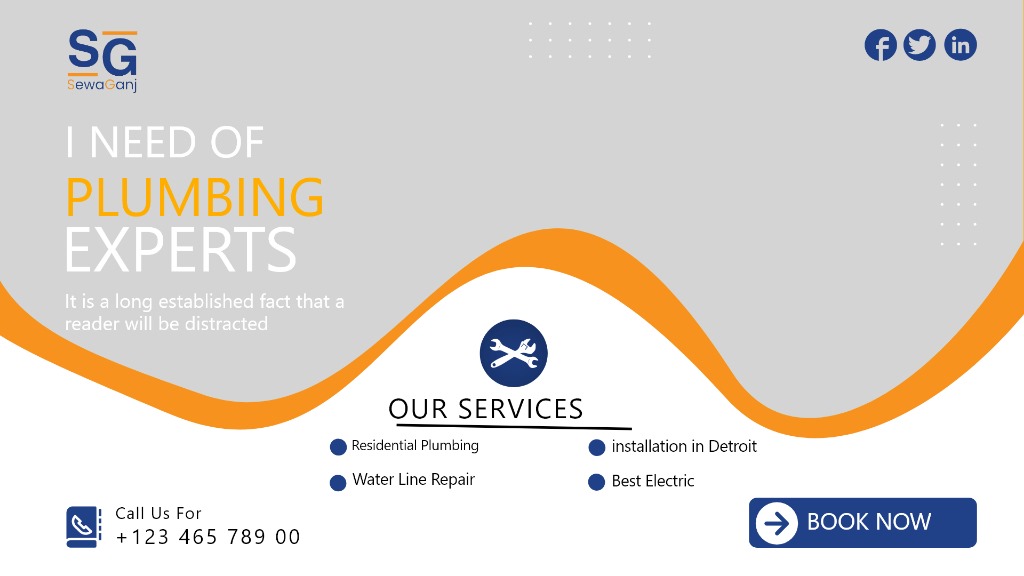 SG
SewaGanj
I NEED OF
PLUMBING
EXPERTS
It is a long established fact that a
reader will be distracted
OUR SERVICES
Residential Plumbing
installation in Detroit
Water Line Repair
Best Electric
Call Us For
+123 465 789 00
BOOK NOW